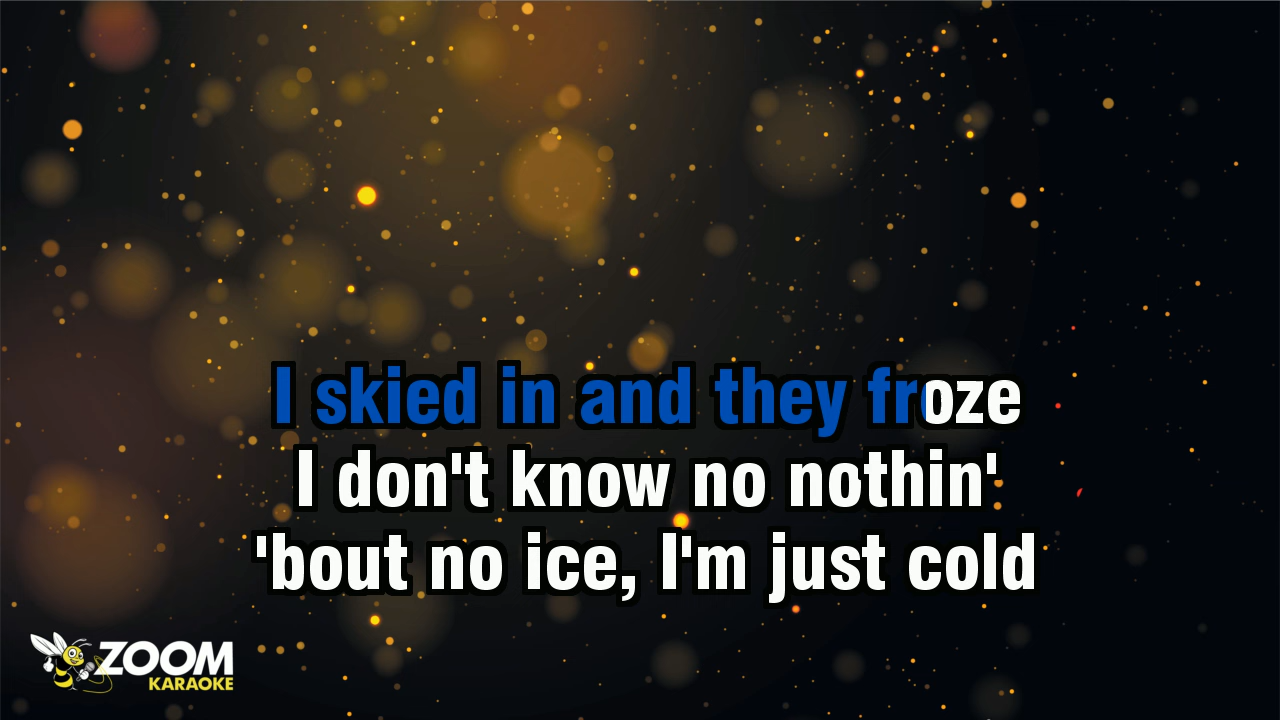 I skied in and they froze
I don't know no nothin'
'bout no ice, I'm just cold
ZOOM
KARAOKE